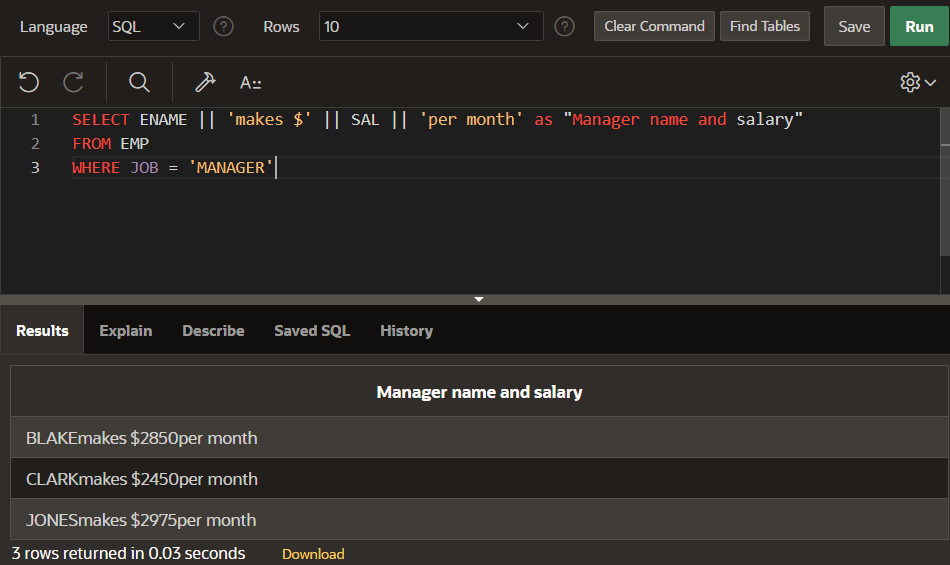 Language SQL ? Rows 10 ? Clear Command Find Tables Save Run
A::
1 SELECT ENAME || 'makes $' || SAL || 'per month' as "Manager name and salary"
2 FROM EMP
3 WHERE JOB = 'MANAGER'
Results Explain Describe Saved SQL History
Manager name and salary
BLAKEmakes $2850per month
CLARKmakes $2450per month
JONESmakes $2975per month
3 rows returned in 0.03 seconds Download